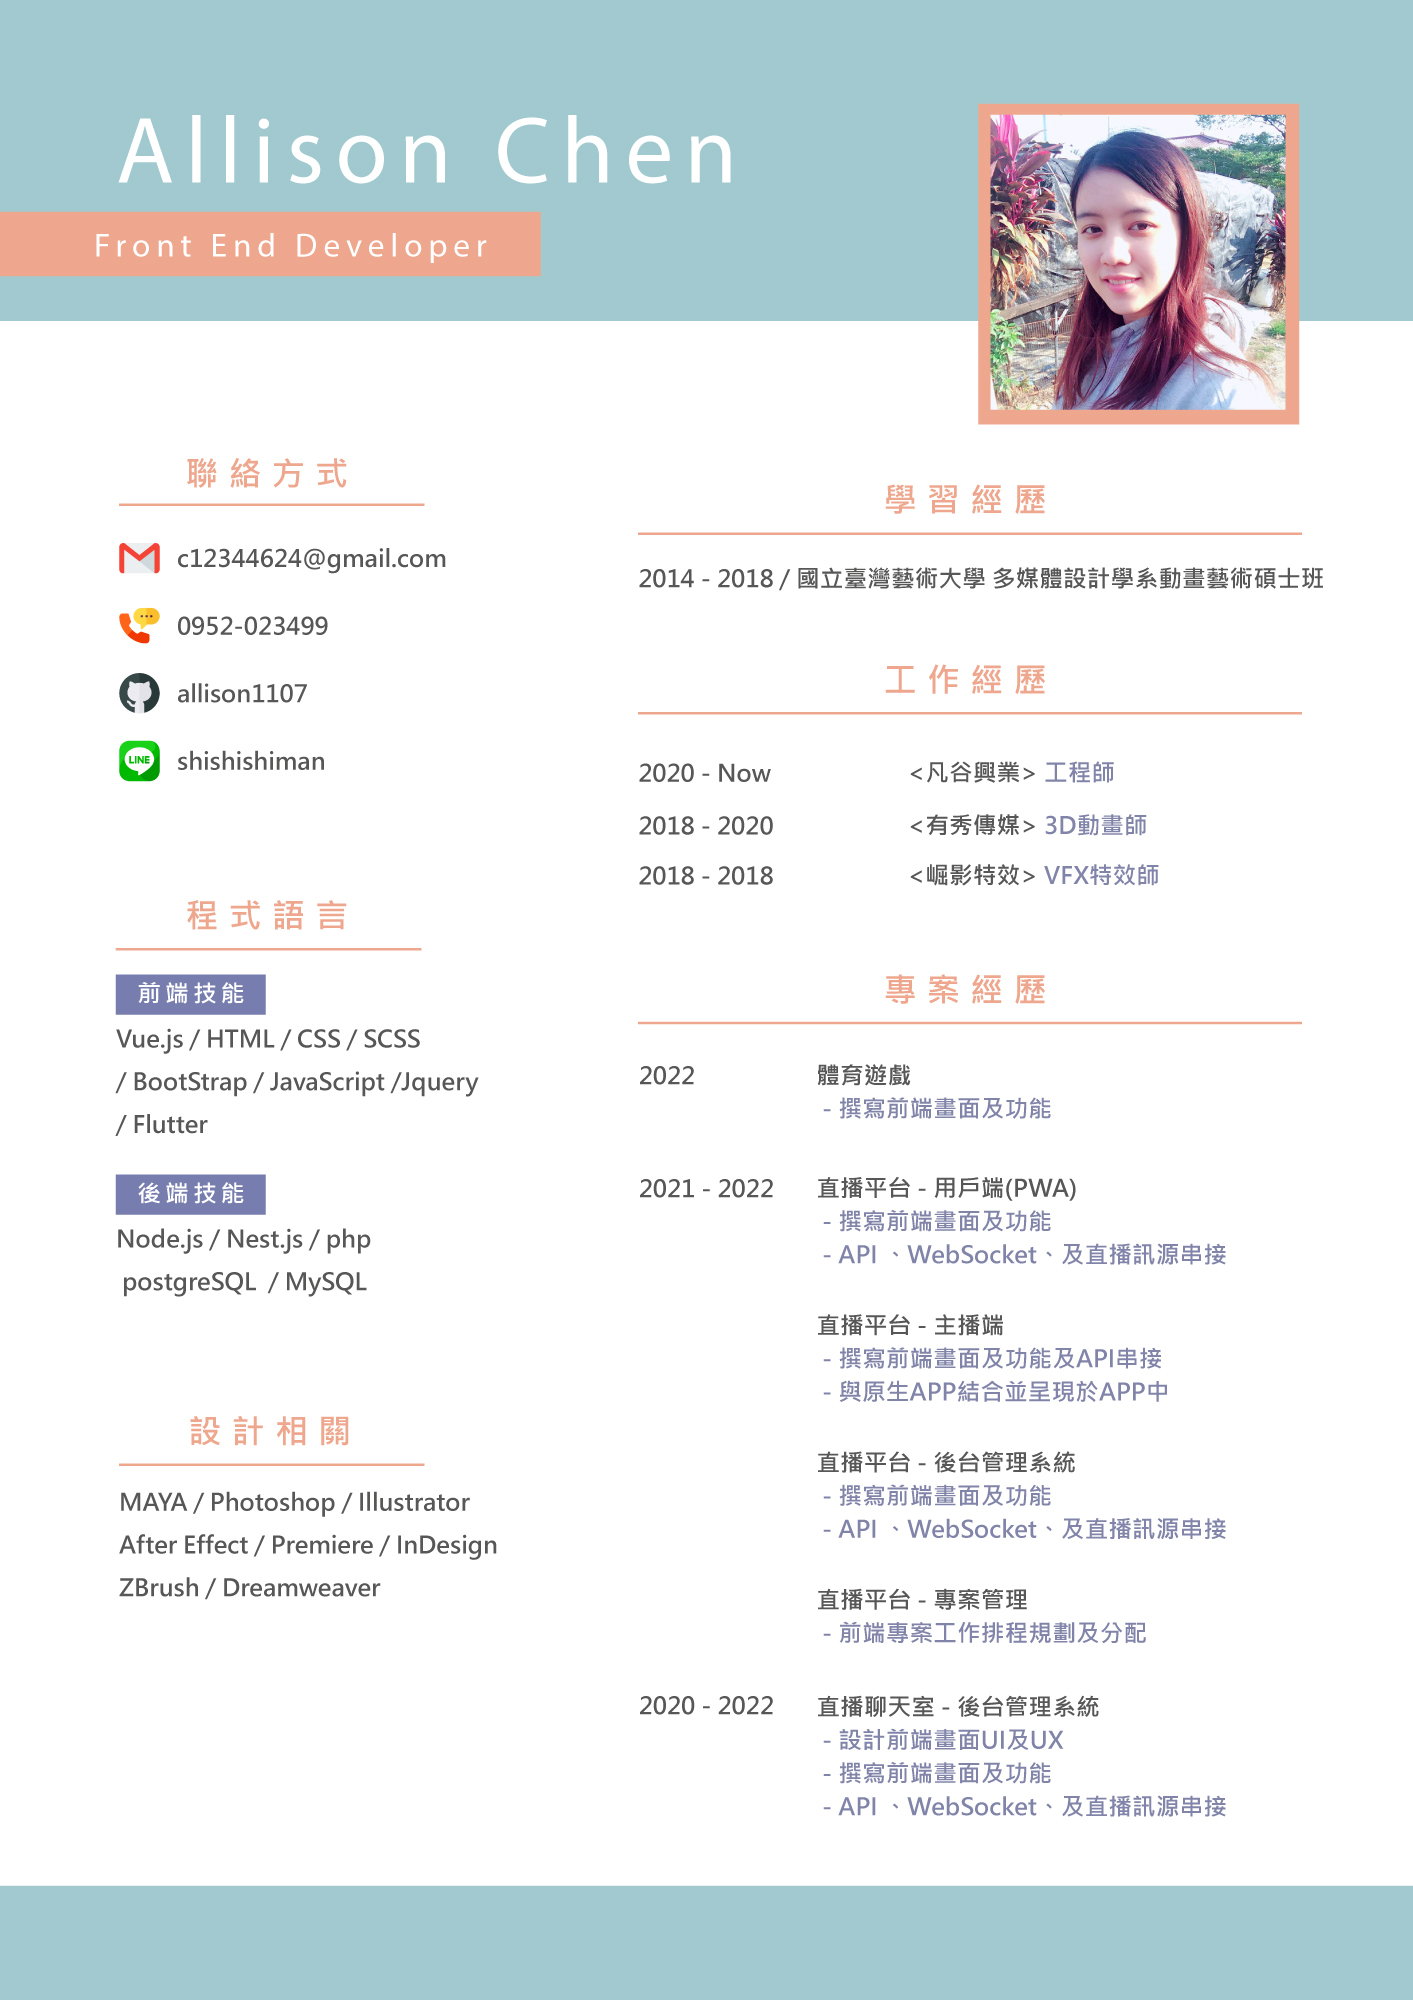 Allison Chen
Front End Developer
聯絡方式
c12344624@gmail.com
0952-023499
allison1107
LINE
shishishiman
程式語言
前端技能
Vue.js / HTML / CSS / SCSS
/ BootStrap / JavaScript /Jquery
/ Flutter
後端技能
Node.js / Nest.js / php
postgreSQL / MySQL
設計相關
MAYA / Photoshop / Illustrator
After Effect / Premiere / InDesign
ZBrush / Dreamweaver
學習經歷
2014 - 2018 / 國立臺灣藝術大學 多媒體設計學系動畫藝術碩士班
工作經歷
2020 - Now <凡谷興業> 工程師
2018 - 2020 <有秀傳媒> 3D動畫師
2018 - 2018 <崛影特效> VFX特效師
專案經歷
2022 體育遊戲
- 撰寫前端畫面及功能
2021 - 2022 直播平台 - 用戶端(PWA)
- 撰寫前端畫面及功能
- API 、WebSocket、及直播訊源串接
直播平台 - 主播端
- 撰寫前端畫面及功能及API串接
- 與原生APP結合並呈現於APP中
直播平台 - 後台管理系統
- 撰寫前端畫面及功能
- API 、WebSocket、及直播訊源串接
直播平台 - 專案管理
- 前端專案工作排程規劃及分配
2020 - 2022 直播聊天室 - 後台管理系統
- 設計前端畫面UI及UX
- 撰寫前端畫面及功能
- API 、WebSocket、及直播訊源串接